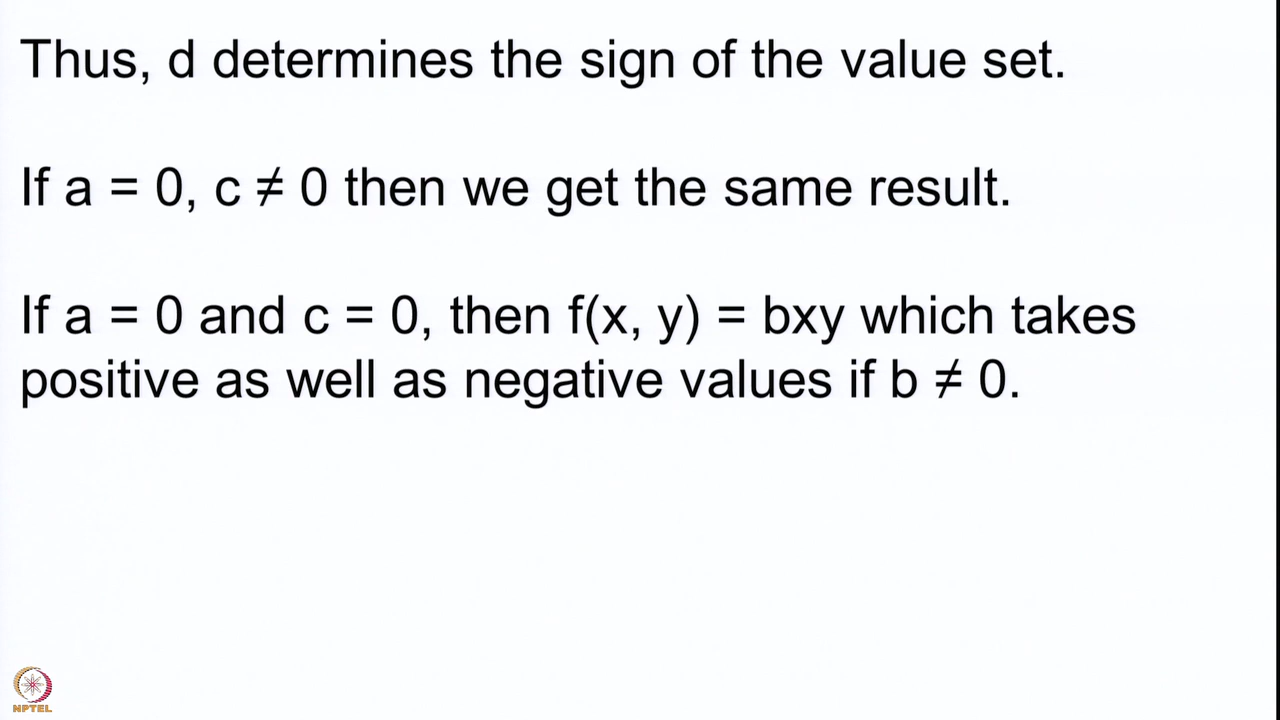 Thus, d determines the sign of the value set.
If a = 0, c ≠ 0 then we get the same result.
If a = 0 and c = 0, then f(x, y) = bxy which takes
positive as well as negative values if b ≠ 0.
NPTEL